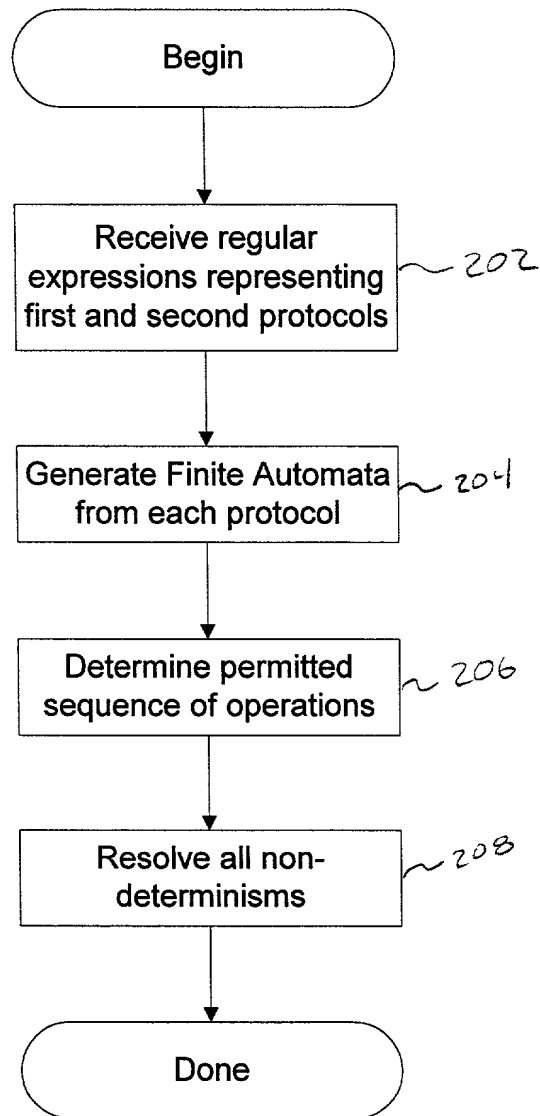 Begin
Receive regular
expressions representing
first and second protocols
202
Generate Finite Automata
from each protocol
204
Determine permitted
sequence of operations
206
Resolve all non-
determinisms
208
Done